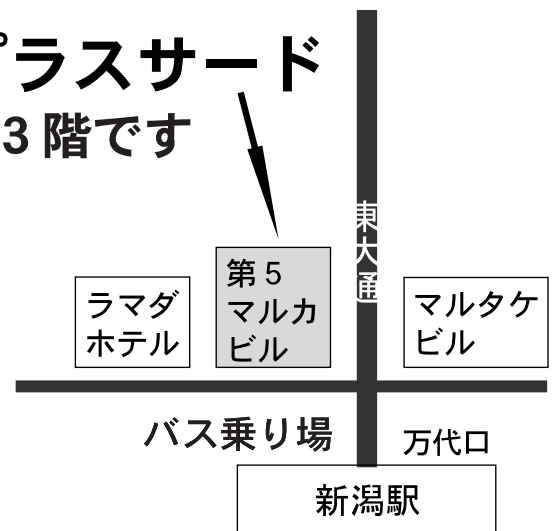 プラスサード
3階です
東大通
第5
マルカ
ビル
ラマダ
ホテル
マルタケ
ビル
バス乗り場
万代口
新潟駅